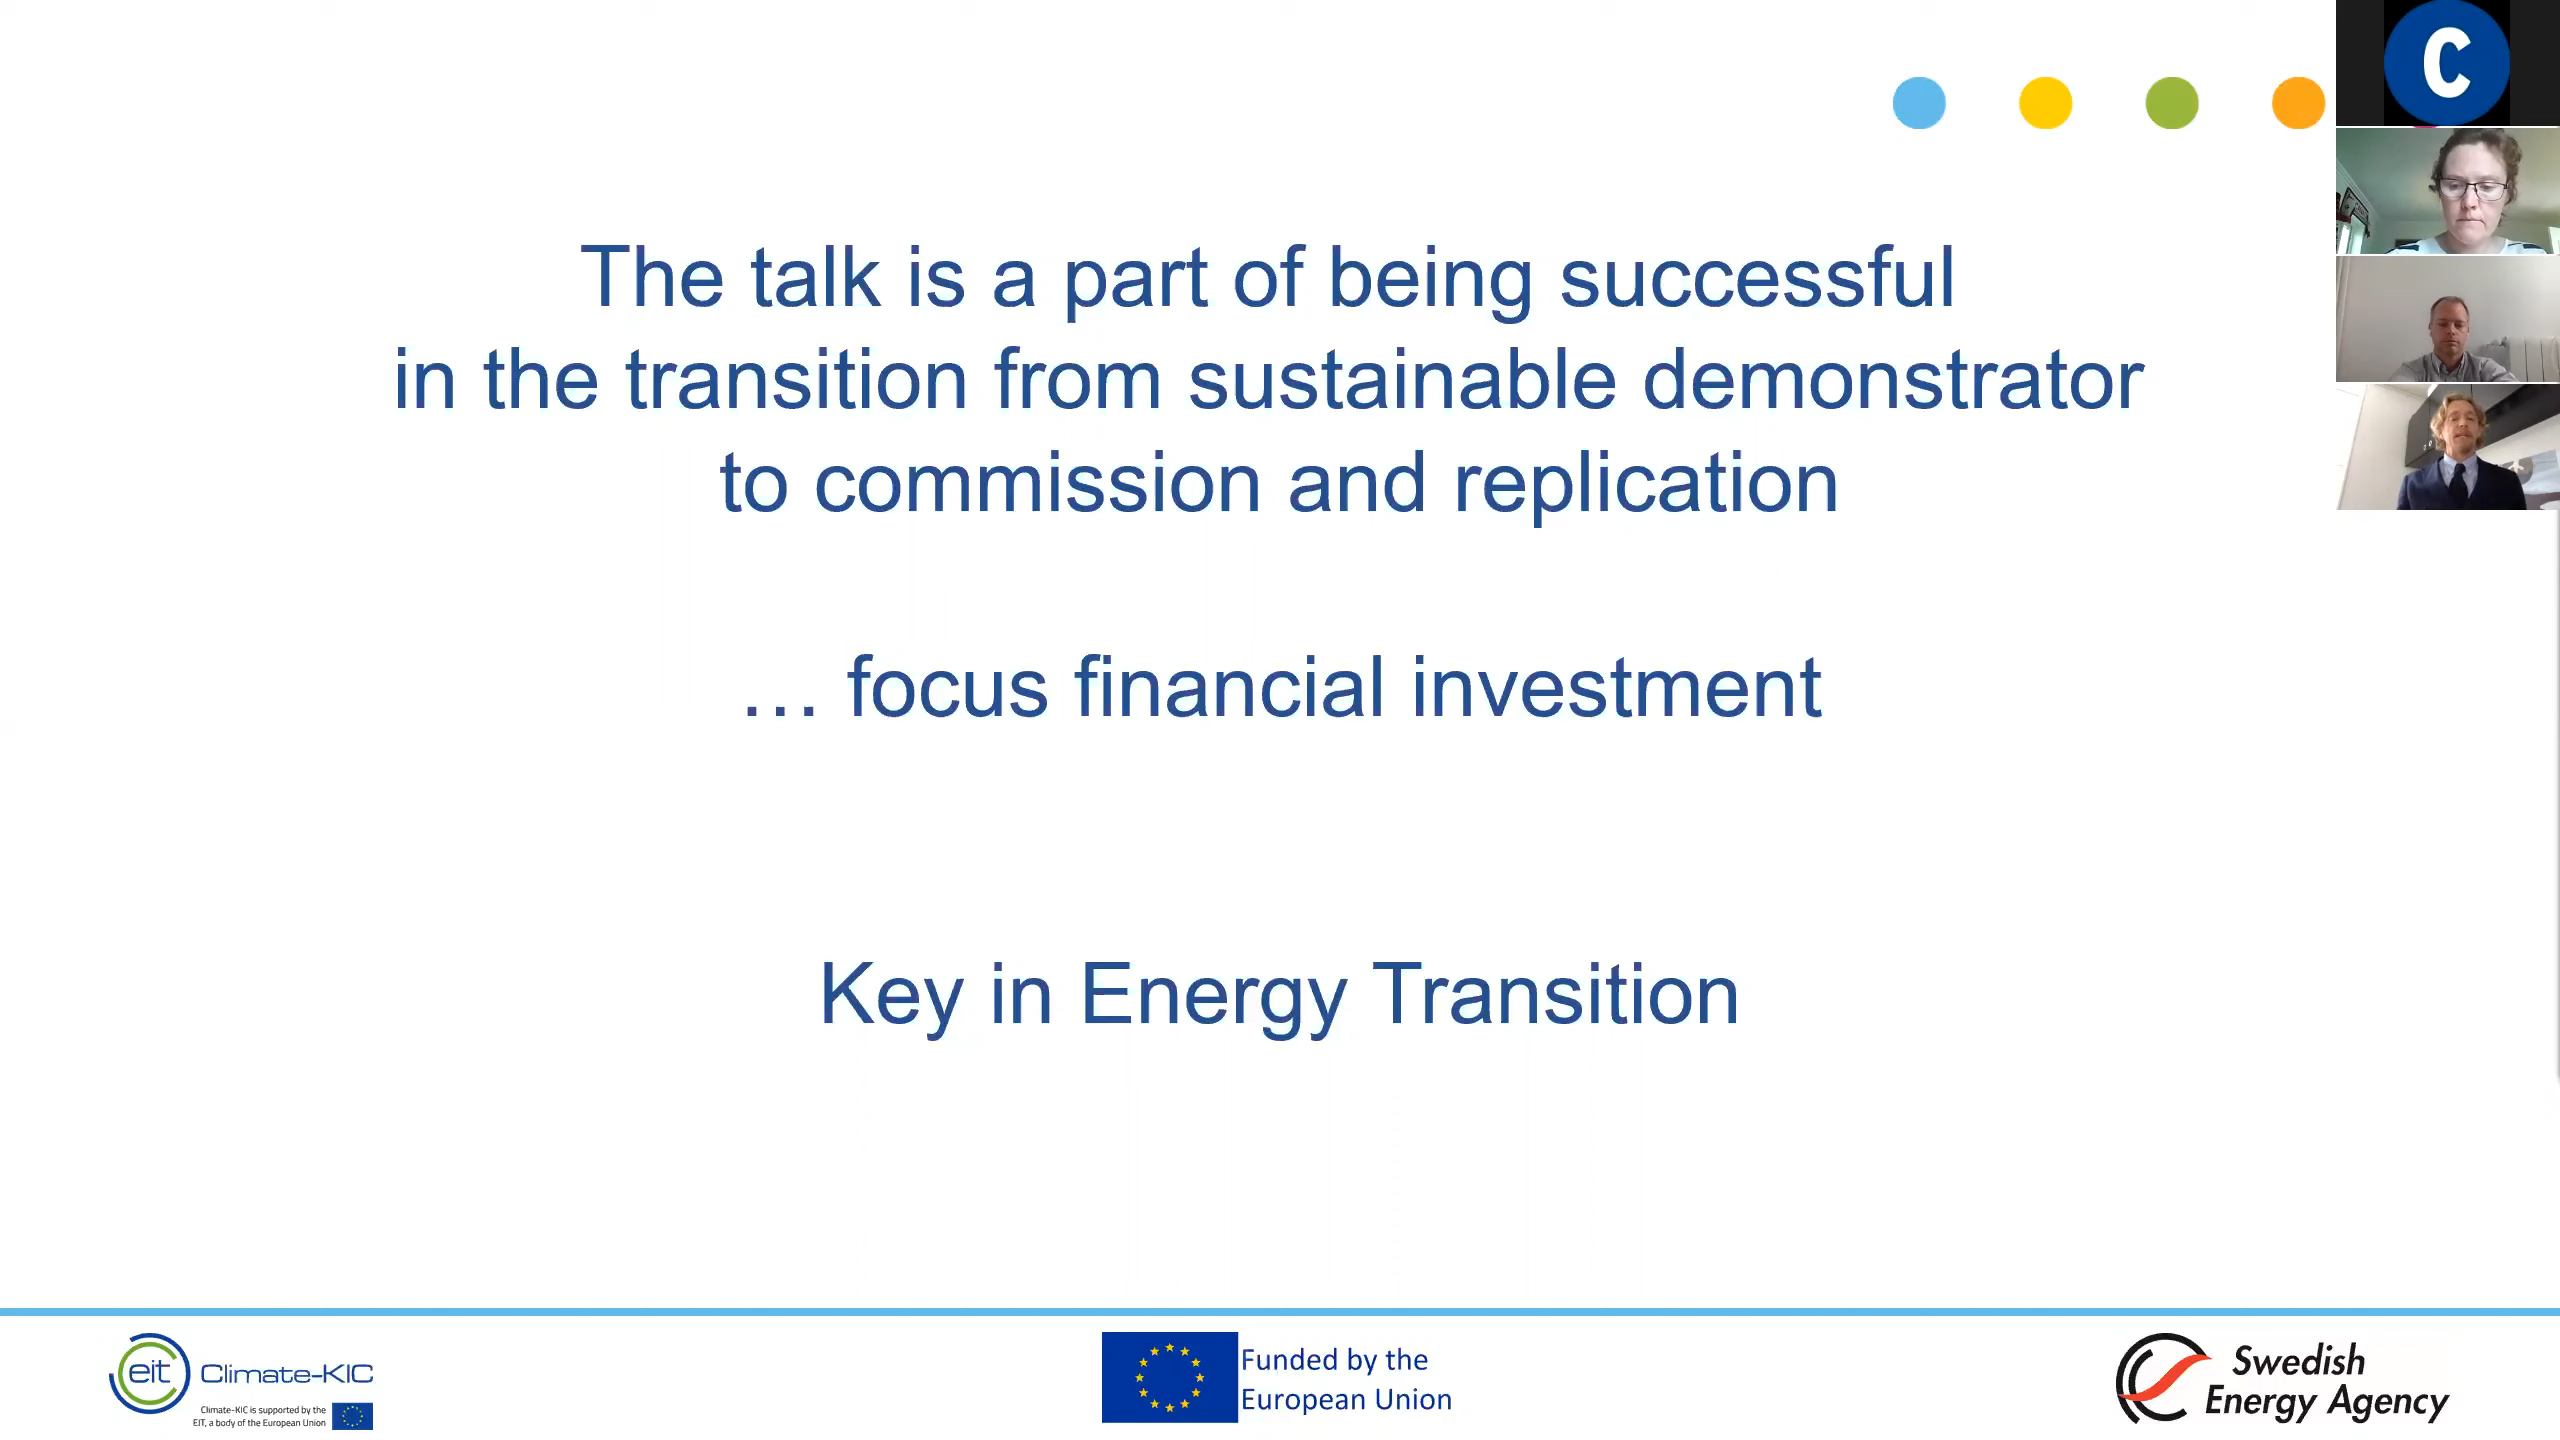 C
The talk is a part of being successful
in the transition from sustainable demonstrator
to commission and replication
… focus financial investment
Key in Energy Transition
eit Climate-KIC
Climate-KIC is supported by the
EIT, a body of the European Union
Funded by the
European Union
Swedish
Energy Agency